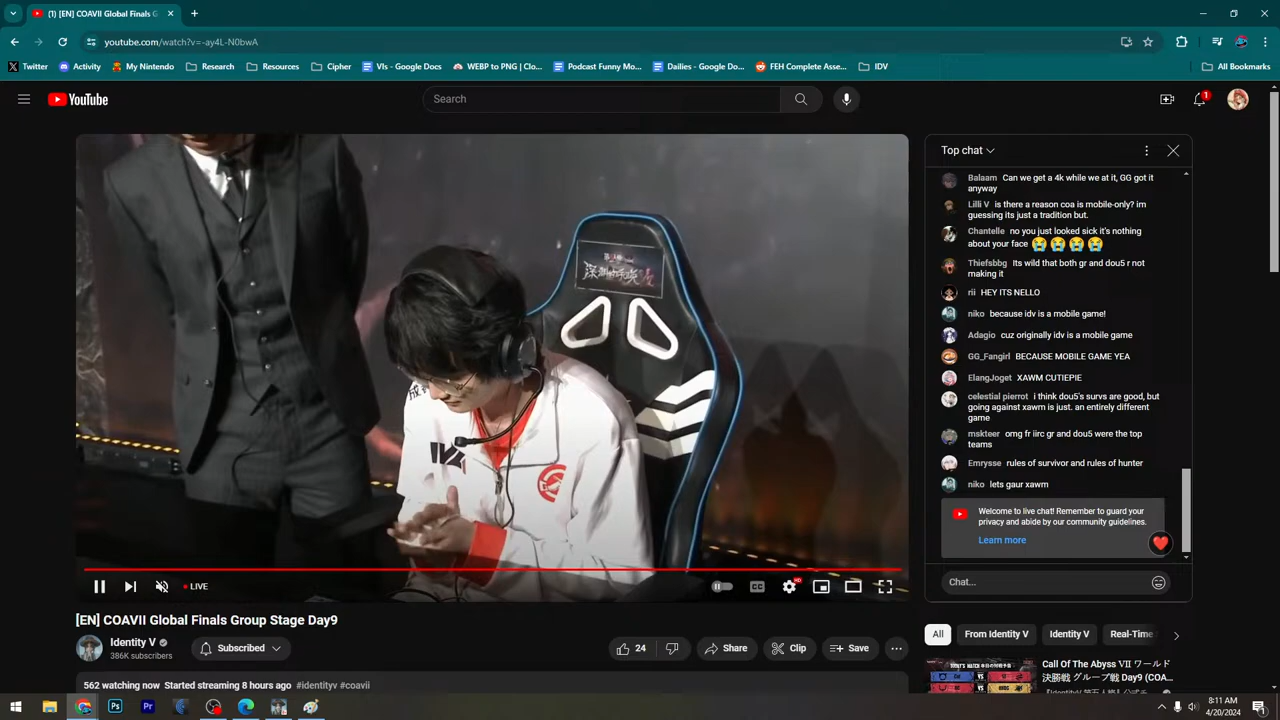 (1) [EN] COAVII Global Finals G
youtube.com/watch?v=-ay4L-N0bwA
Twitter
Activity
My Nintendo
Research
Resources
Cipher
VIs - Google Docs
WEBP to PNG | Clo...
Podcast Funny Mo...
Dailies - Google Do...
FEH Complete Asse...
IDV
All Bookmarks
YouTube
Search
1
Top chat
Balaam Can we get a 4k while we at it, GG got it
anyway
Lilli V is there a reason coa is mobile-only? im
guessing its just a tradition but.
Chantelle no you just looked sick it's nothing
about your face 😭😭😭😭
Thiefsbbg Its wild that both gr and dou5 r not
making it
rii HEY ITS NELLO
niko because idv is a mobile game!
Adagio cuz originally idv is a mobile game
GG_Fangirl BECAUSE MOBILE GAME YEA
ElangJoget XAWM CUTIEPIE
celestial pierrot i think dou5's survs are good, but
going against xawm is just. an entirely different
game
mskteer omg fr iirc gr and dou5 were the top
teams
Emrysse rules of survivor and rules of hunter
niko lets gaur xawm
Welcome to live chat! Remember to guard your
privacy and abide by our community guidelines.
Learn more
Chat...
LIVE
CC
HD
[EN] COAVII Global Finals Group Stage Day9
Identity V
386K subscribers
Subscribed
24
Share
Clip
Save
562 watching now Started streaming 8 hours ago #identityv #coavii
All
From Identity V
Identity V
Real-Time
Call Of The Abyss Ⅶ ワールド
決勝戦 グループ戦 Day9 (COA...
8:11 AM
4/20/2024